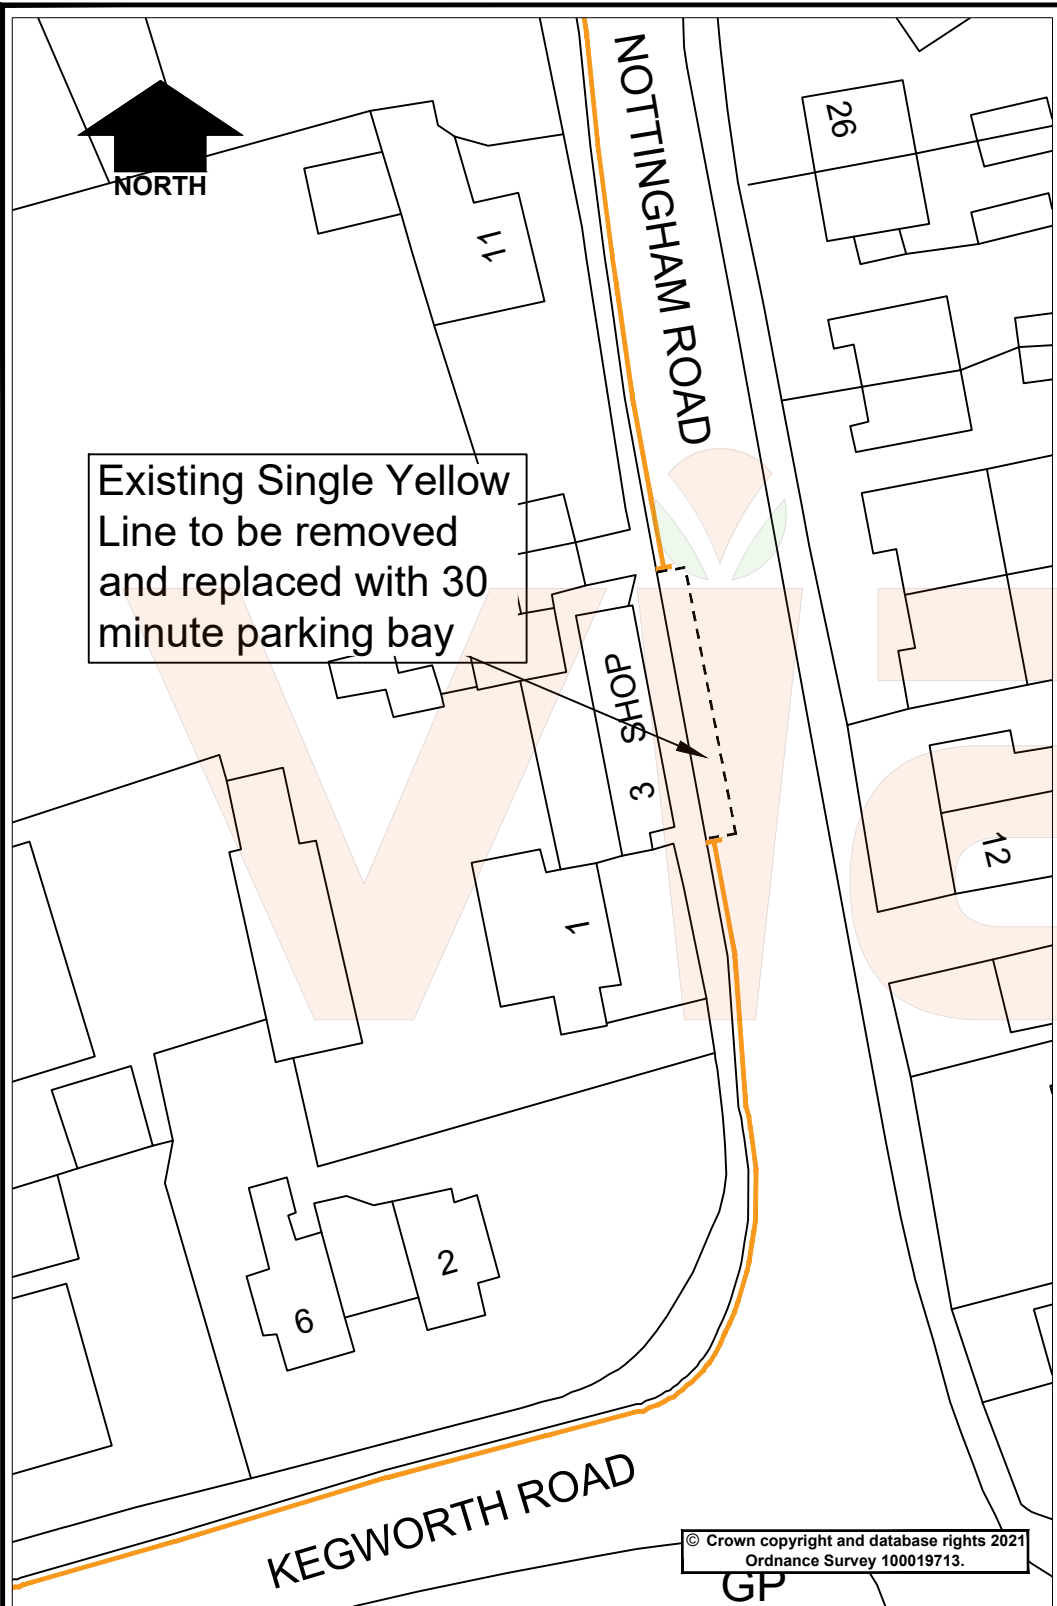 NORTH
NOTTINGHAM ROAD
26
11
Existing Single Yellow
Line to be removed
and replaced with 30
minute parking bay
SHOP
3
12
1
2
6
KEGWORTH ROAD
© Crown copyright and database rights 2021
Ordnance Survey 100019713.
GP
via